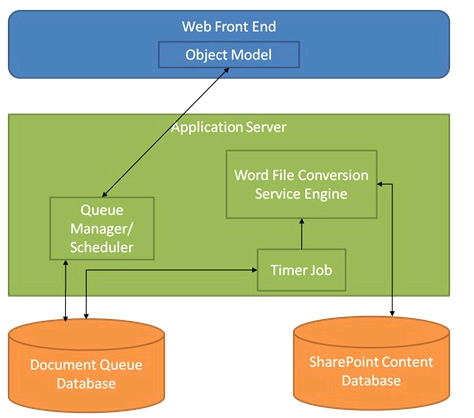 Web Front End
Object Model
Application Server
Word File Conversion
Service Engine
Queue
Manager/
Scheduler
Timer Job
Document Queue
Database
SharePoint Content
Database